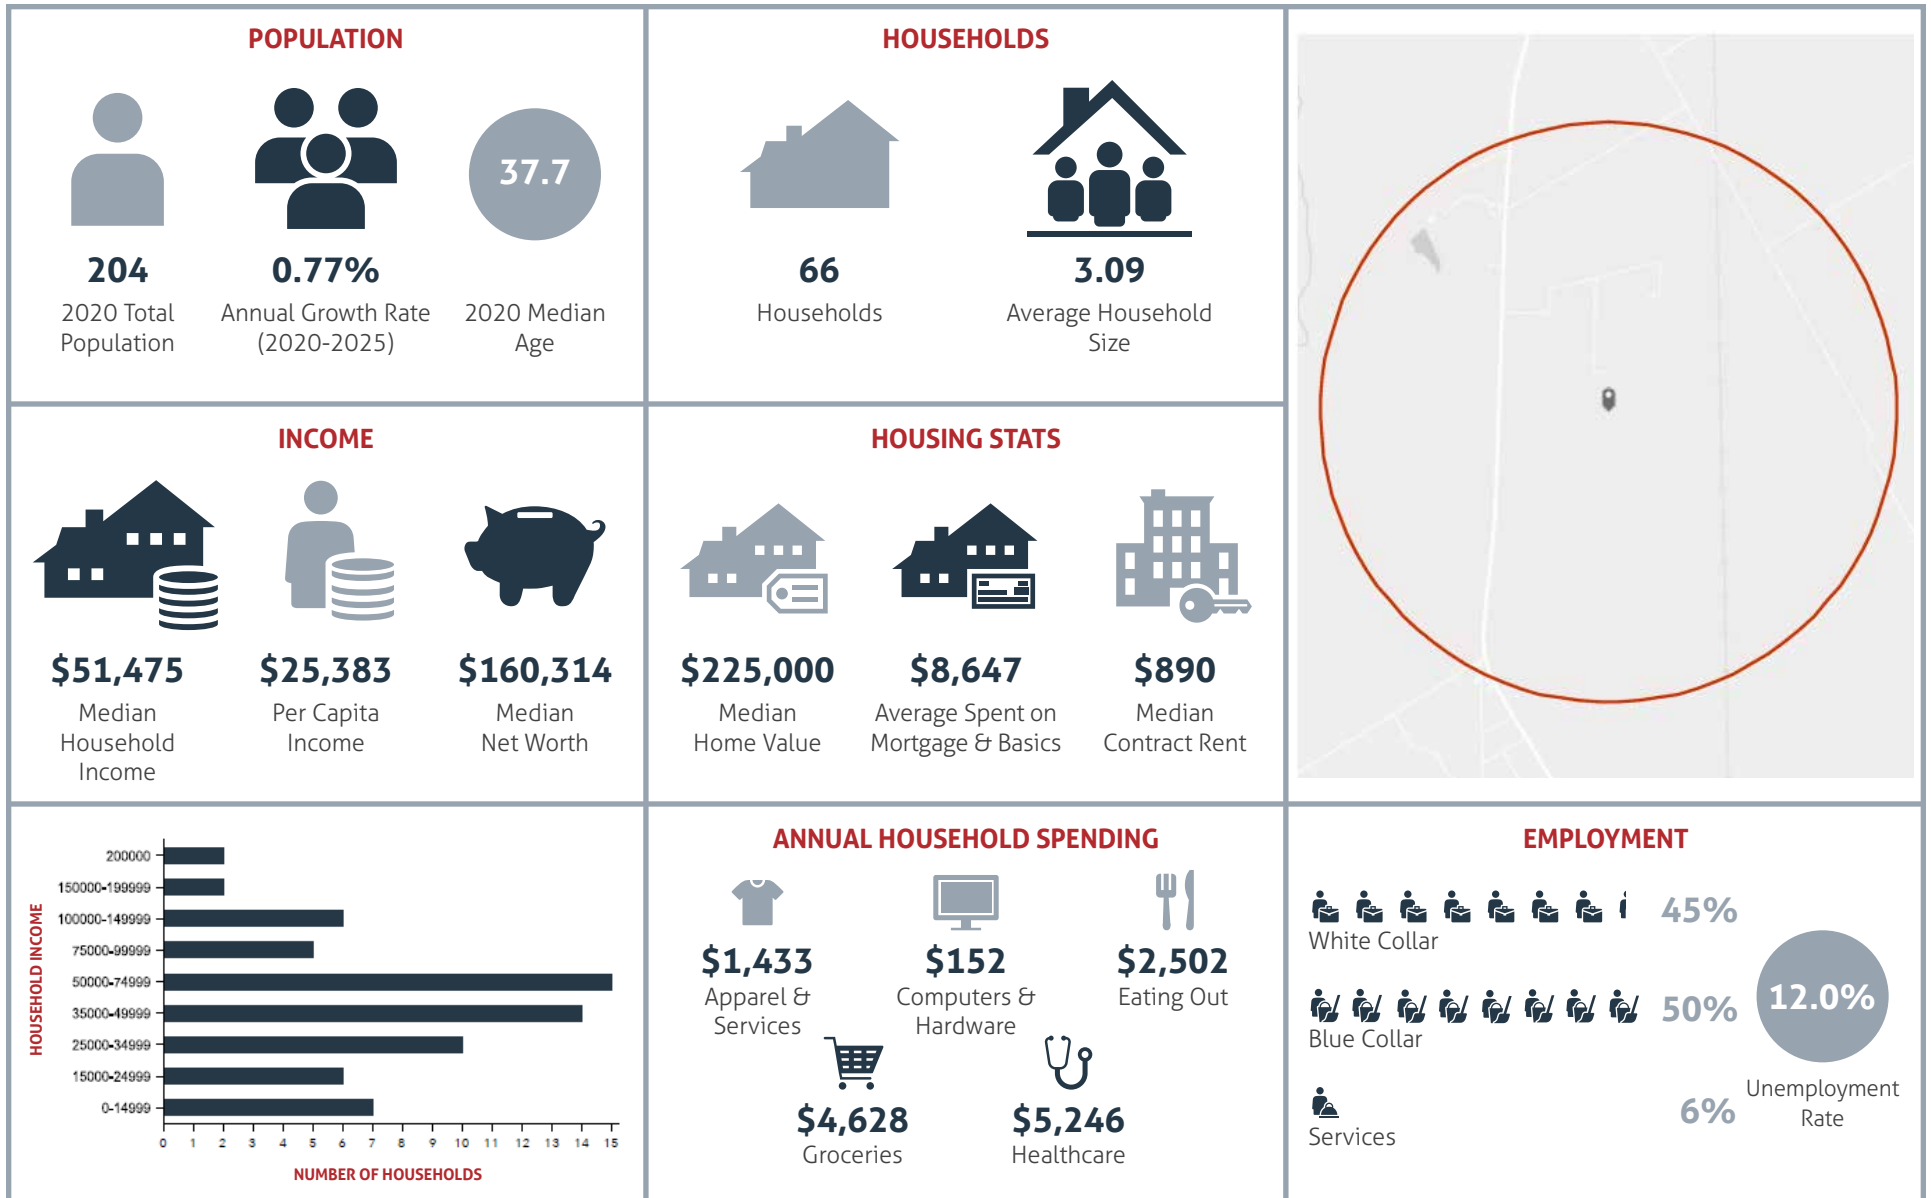 POPULATION
37.7
204
0.77%
2020 Total
Population
Annual Growth Rate
(2020-2025)
2020 Median
Age
HOUSEHOLDS
66
3.09
Households
Average Household
Size
INCOME
$51,475
$25,383
$160,314
Median
Household
Income
Per Capita
Income
Median
Net Worth
HOUSING STATS
$225,000
$8,647
$890
Median
Home Value
Average Spent on
Mortgage & Basics
Median
Contract Rent
HOUSEHOLD INCOME
200000
150000-199999
100000-149999
75000-99999
50000-74999
35000-49999
25000-34999
15000-24999
0-14999
0 1 2 3 4 5 6 7 8 9 10 11 12 13 14 15
NUMBER OF HOUSEHOLDS
ANNUAL HOUSEHOLD SPENDING
$1,433
$152
$2,502
Apparel &
Services
Computers &
Hardware
Eating Out
$4,628
$5,246
Groceries
Healthcare
EMPLOYMENT
45%
White Collar
50%
Blue Collar
6%
Services
12.0%
Unemployment
Rate